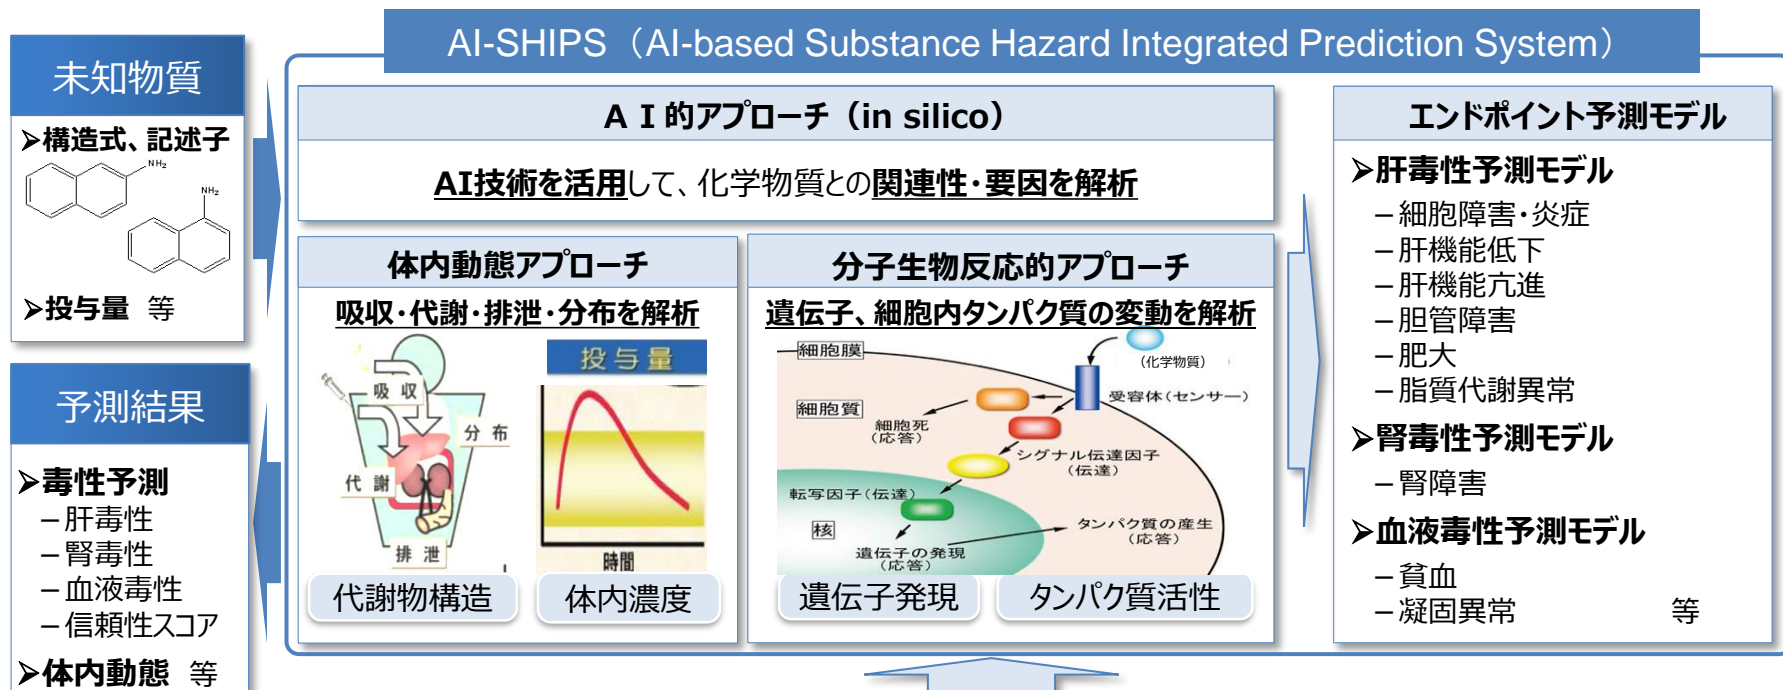 AI-SHIPS（AI-based Substance Hazard Integrated Prediction System）
未知物質
➢構造式、記述子
NH₂
NH₂
➢投与量 等
予測結果
➢毒性予測
–肝毒性
–腎毒性
–血液毒性
–信頼性スコア
➢体内動態 等
ＡＩ的アプローチ（in silico）
AI技術を活用して、化学物質との関連性・要因を解析
体内動態アプローチ
吸収・代謝・排泄・分布を解析
吸収
分布
代謝
排泄
投与量
時間
代謝物構造
体内濃度
分子生物反応的アプローチ
遺伝子、細胞内タンパク質の変動を解析
細胞膜
（化学物質）
受容体（センサー）
細胞質
細胞死
（応答）
シグナル伝達因子
（伝達）
転写因子（伝達）
核
タンパク質の産生
（応答）
遺伝子の発現
（応答）
遺伝子発現
タンパク質活性
エンドポイント予測モデル
➢肝毒性予測モデル
–細胞障害・炎症
–肝機能低下
–肝機能亢進
–胆管障害
–肥大
–脂質代謝異常
➢腎毒性予測モデル
–腎障害
➢血液毒性予測モデル
–貧血
–凝固異常 等